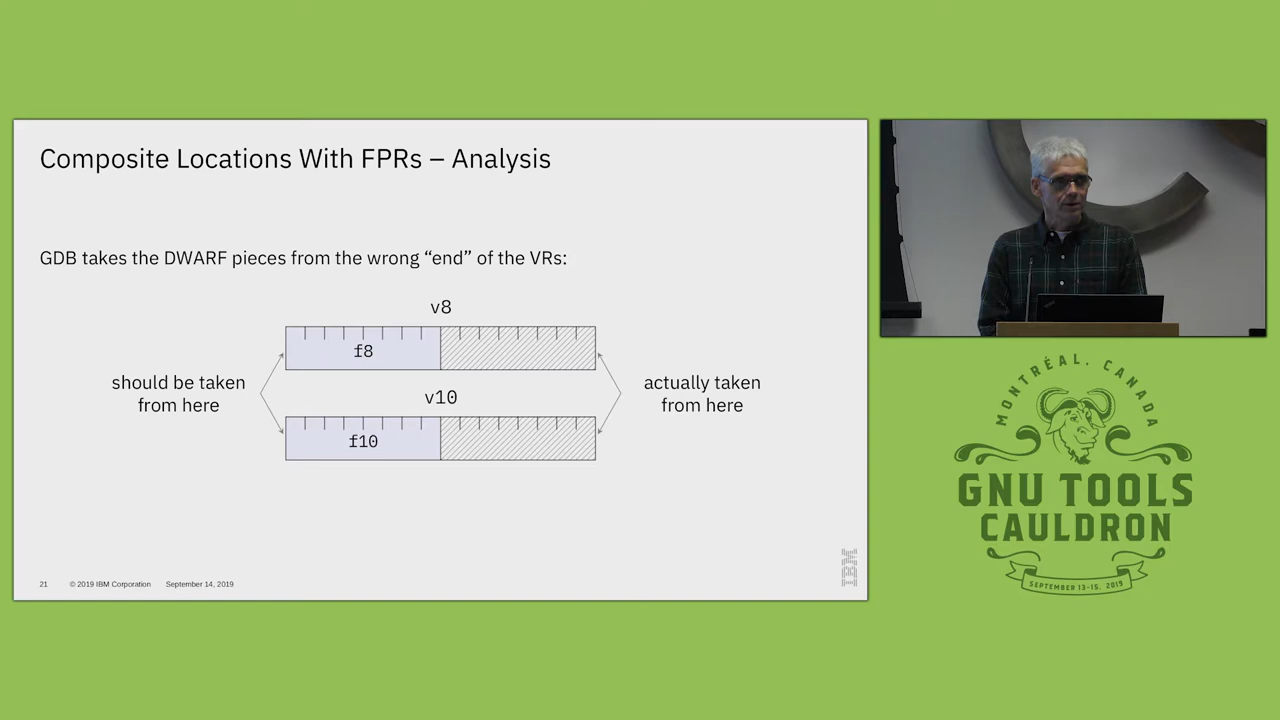 Composite Locations With FPRs – Analysis
GDB takes the DWARF pieces from the wrong “end” of the VRs:
v8
f8
should be taken
from here
actually taken
from here
v10
f10
21 © 2019 IBM Corporation September 14, 2019
IBM
MONTRÉAL, CANADA
GNU TOOLS
CAULDRON
SEPTEMBER 13-15, 2019